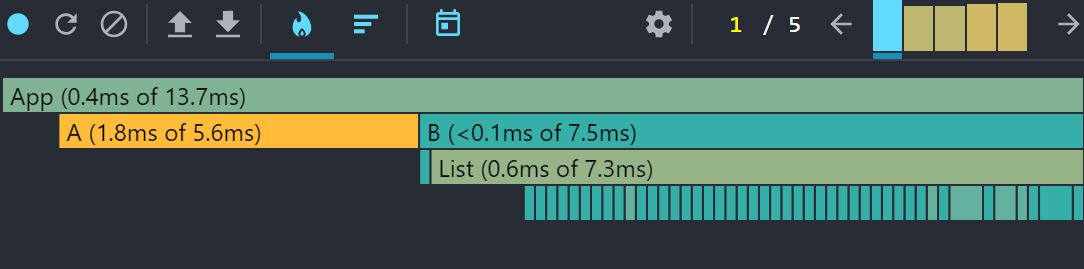 1 / 5
App (0.4ms of 13.7ms)
A (1.8ms of 5.6ms) B (<0.1ms of 7.5ms)
List (0.6ms of 7.3ms)